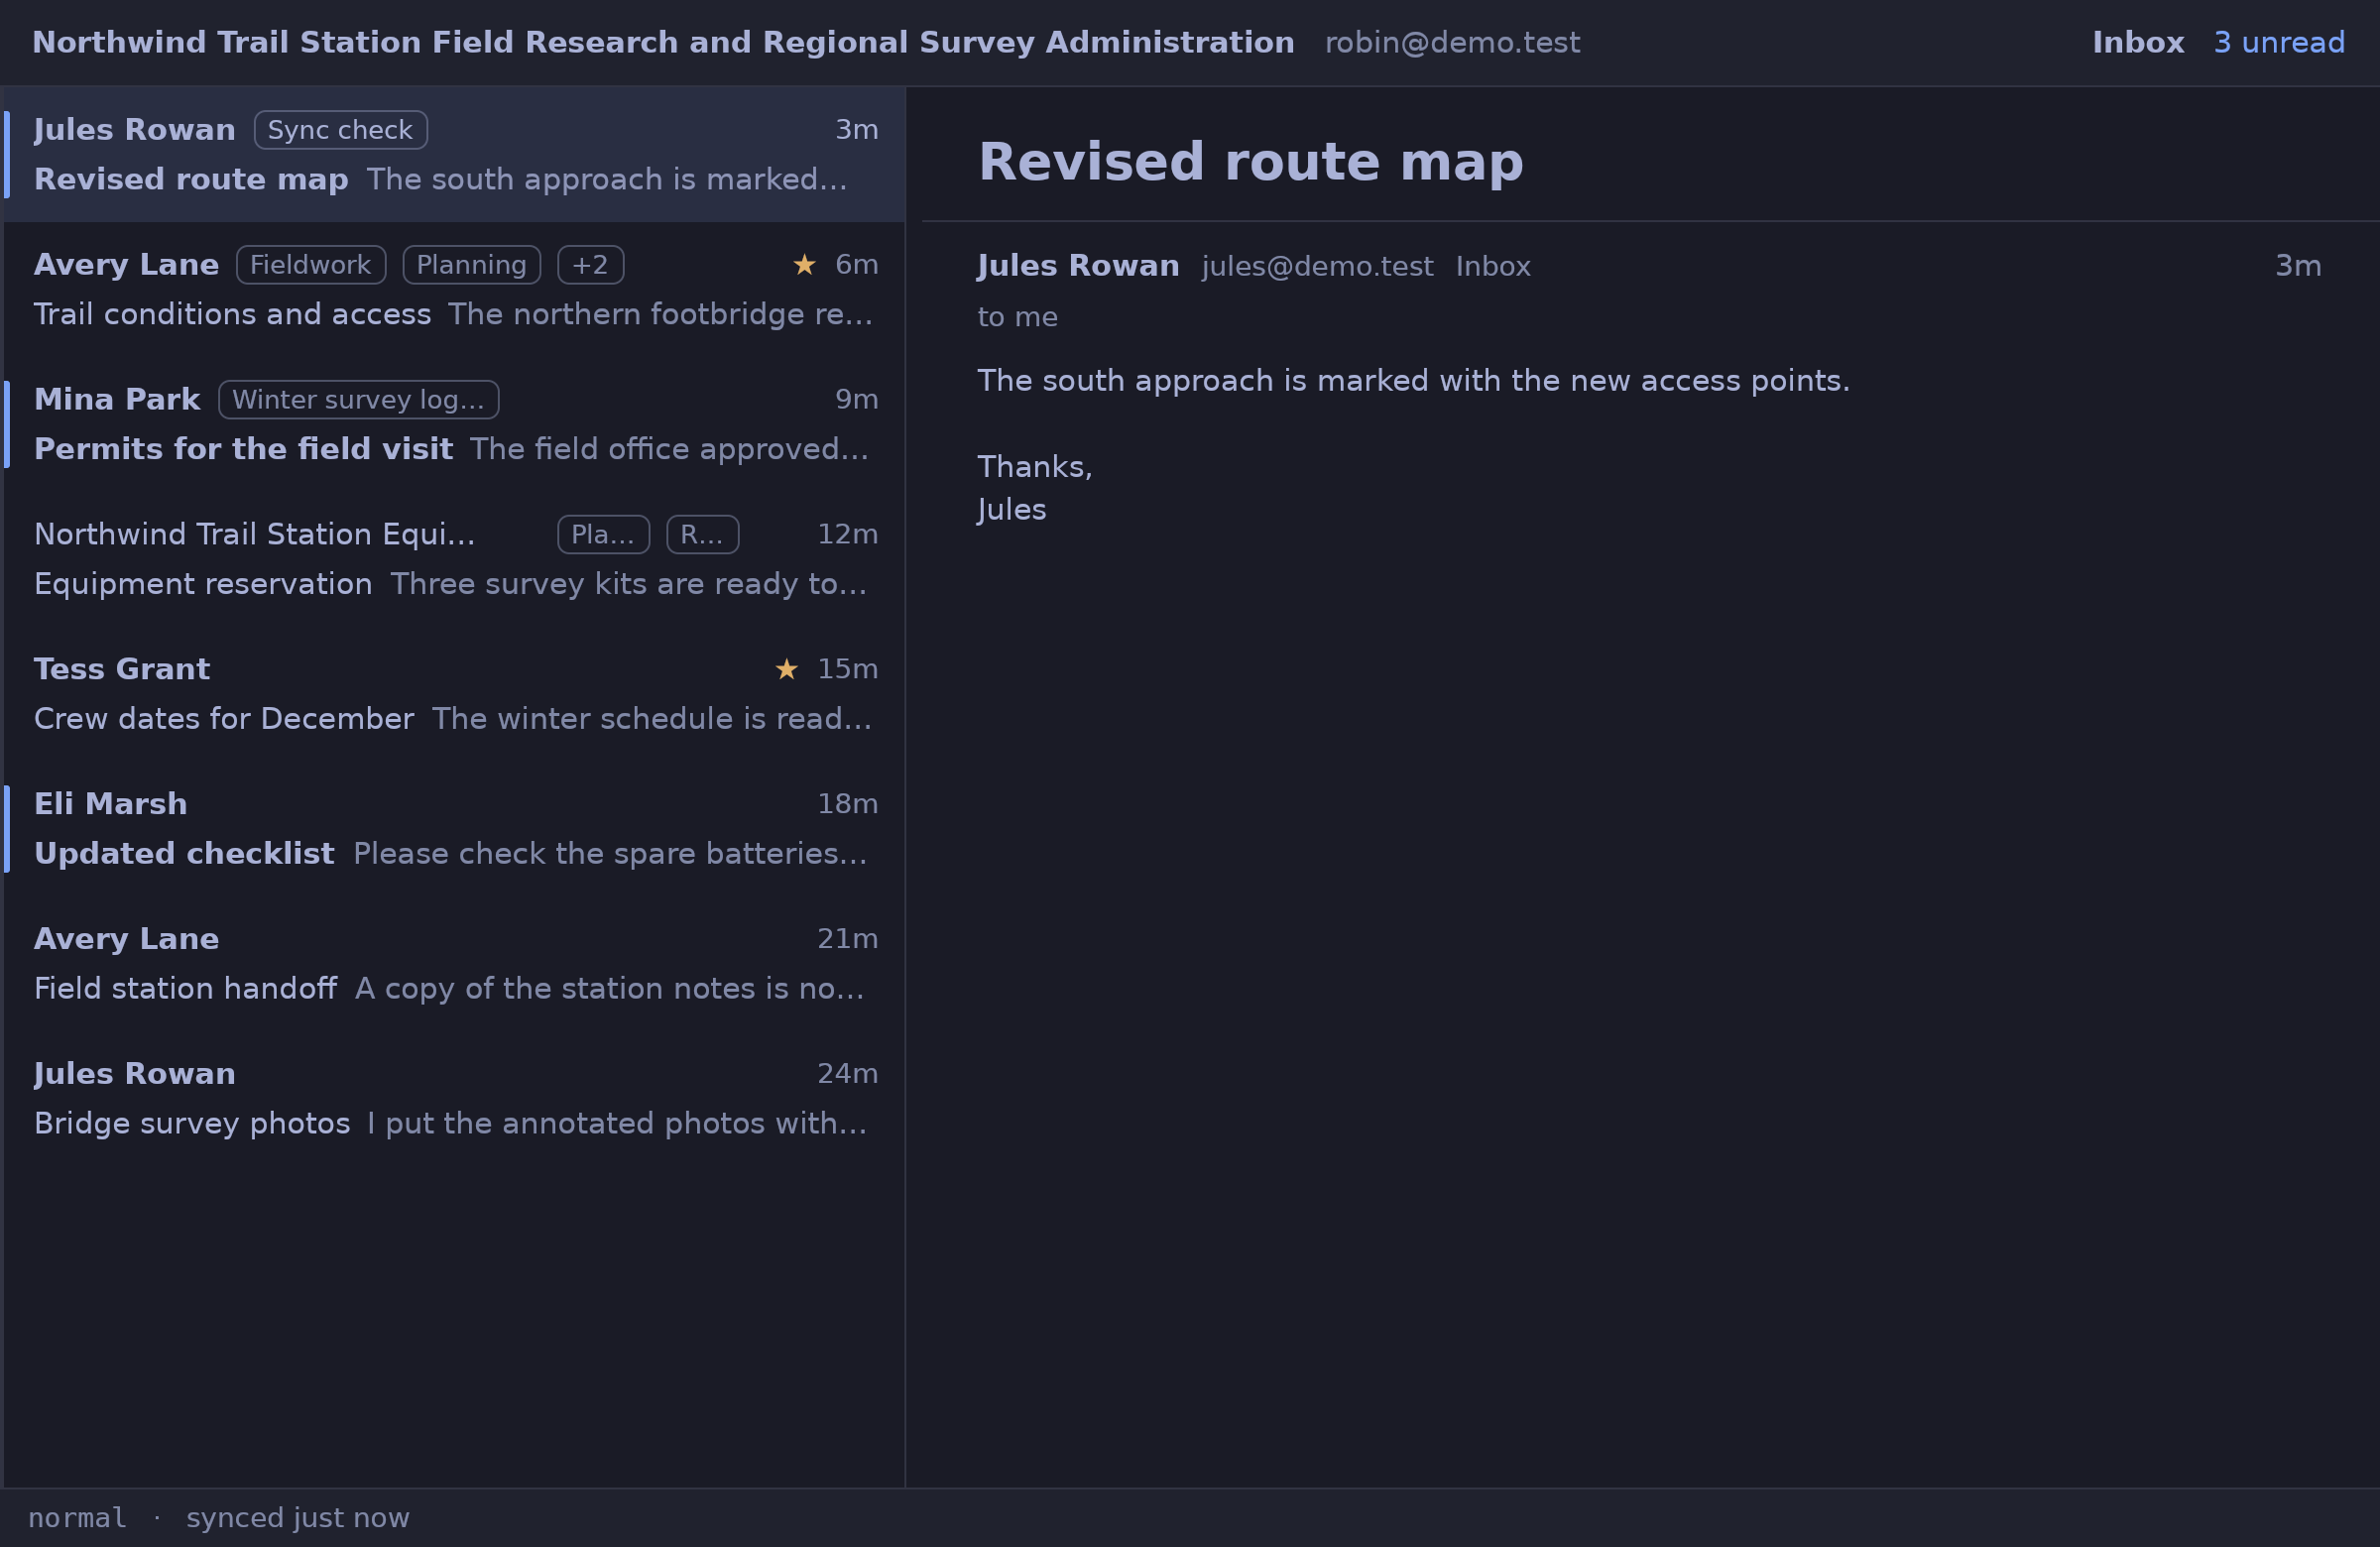 Northwind Trail Station Field Research and Regional Survey Administration robin@demo.test Inbox 3 unread
Jules Rowan Sync check 3m
Revised route map The south approach is marked…
Avery Lane Fieldwork Planning +2 ★ 6m
Trail conditions and access The northern footbridge re…
Mina Park Winter survey log… 9m
Permits for the field visit The field office approved…
Northwind Trail Station Equi… Pla… R… 12m
Equipment reservation Three survey kits are ready to…
Tess Grant ★ 15m
Crew dates for December The winter schedule is read…
Eli Marsh 18m
Updated checklist Please check the spare batteries…
Avery Lane 21m
Field station handoff A copy of the station notes is no…
Jules Rowan 24m
Bridge survey photos I put the annotated photos with…
Revised route map
Jules Rowan jules@demo.test Inbox 3m
to me
The south approach is marked with the new access points.
Thanks,
Jules
normal · synced just now